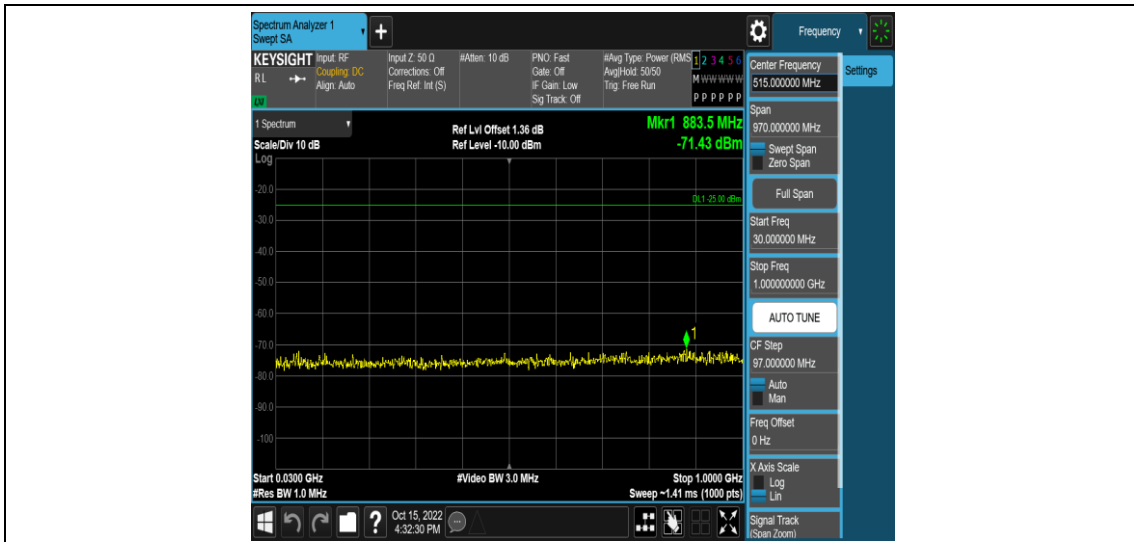 Spectrum Analyzer 1
Swept SA
+
Frequency
KEYSIGHT
RL
LXI
Input: RF
Coupling: DC
Align: Auto
Input Z: 50 Ω
Corrections: Off
Freq Ref: Int (S)
#Atten: 10 dB
PNO: Fast
Gate: Off
IF Gain: Low
Sig Track: Off
#Avg Type: Power (RMS
Avg|Hold: 50/50
Trig: Free Run
1 2 3 4 5 6
M W W W W W
P P P P P P
1 Spectrum
Scale/Div 10 dB
Log
Ref Lvl Offset 1.36 dB
Ref Level -10.00 dBm
Mkr1 883.5 MHz
-71.43 dBm
-20.0
DL1 -25.00 dBm
-30.0
-40.0
-50.0
-60.0
1
-70.0
-80.0
-90.0
-100
Start 0.0300 GHz
#Res BW 1.0 MHz
#Video BW 3.0 MHz
Stop 1.0000 GHz
Sweep ~1.41 ms (1000 pts)
?
Oct 15, 2022
4:32:30 PM
Center Frequency
515.000000 MHz
Settings
Span
970.000000 MHz
Swept Span
Zero Span
Full Span
Start Freq
30.000000 MHz
Stop Freq
1.000000000 GHz
AUTO TUNE
CF Step
97.000000 MHz
Auto
Man
Freq Offset
0 Hz
X Axis Scale
Log
Lin
Signal Track
(Span Zoom)